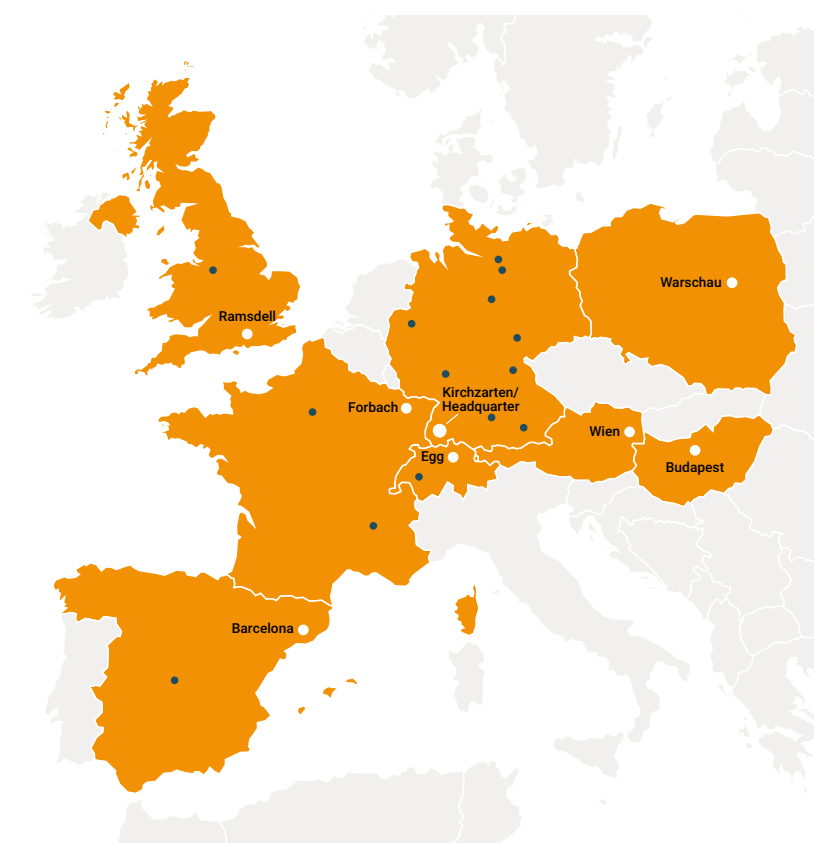 Warschau
Ramsdell
Kirchzarten/
Headquarter
Forbach
Wien
Egg
Budapest
Barcelona